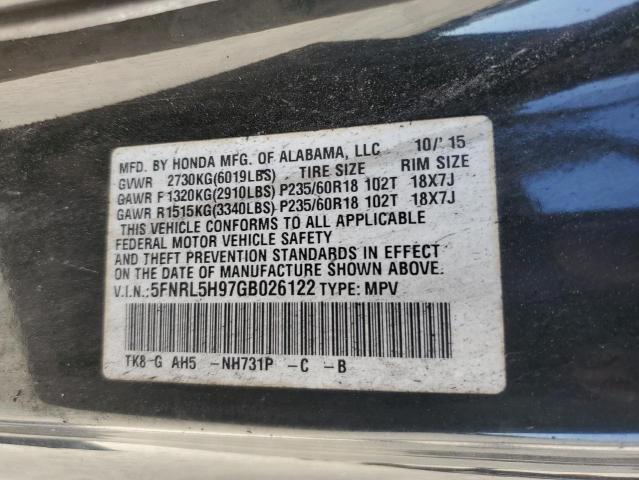 MFD. BY HONDA MFG. OF ALABAMA, LLC 10/'15
GVWR 2730KG(6019LBS) TIRE SIZE RIM SIZE
GAWR F1320KG(2910LBS) P235/60R18 102T 18X7J
GAWR R1515KG(3340LBS) P235/60R18 102T 18X7J
THIS VEHICLE CONFORMS TO ALL APPLICABLE
FEDERAL MOTOR VEHICLE SAFETY
AND THEFT PREVENTION STANDARDS IN EFFECT
ON THE DATE OF MANUFACTURE SHOWN ABOVE.
V.I.N.:5FNRL5H97GB026122 TYPE: MPV
TK8-G AH5 -NH731P -C -B